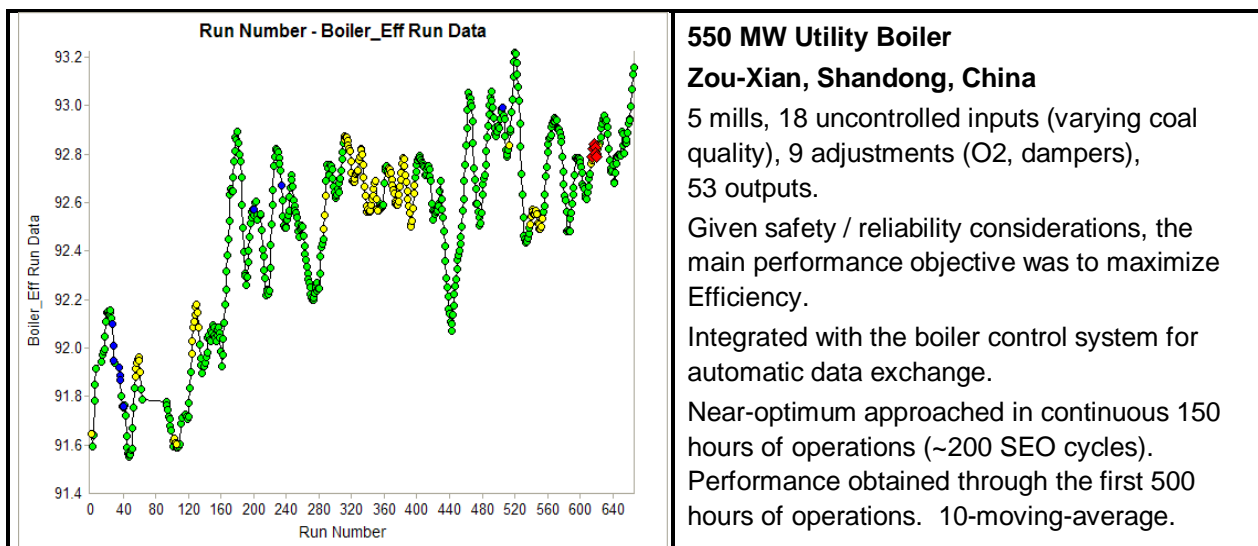 Run Number - Boiler_Eff Run Data
93.2
93.0
92.8
92.6
92.4
92.2
92.0
91.8
91.6
91.4
Boiler_Eff Run Data
0 40 80 120 160 200 240 280 320 360 400 440 480 520 560 600 640
Run Number
550 MW Utility Boiler
Zou-Xian, Shandong, China
5 mills, 18 uncontrolled inputs (varying coal
quality), 9 adjustments (O2, dampers),
53 outputs.
Given safety / reliability considerations, the
main performance objective was to maximize
Efficiency.
Integrated with the boiler control system for
automatic data exchange.
Near-optimum approached in continuous 150
hours of operations (~200 SEO cycles).
Performance obtained through the first 500
hours of operations. 10-moving-average.